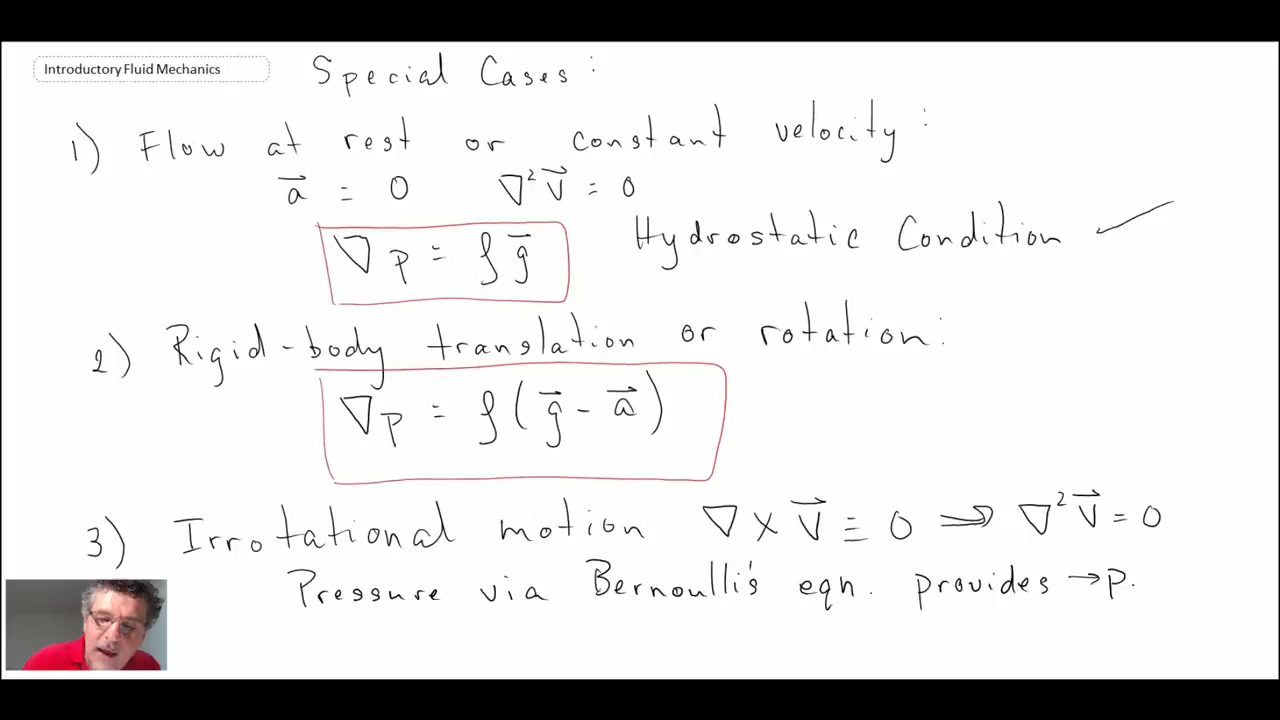 Introductory Fluid Mechanics
Special Cases:
1) Flow at rest or constant velocity:
a⃗ = 0 ∇²V⃗ = 0
∇p = ρg⃗ Hydrostatic Condition ✓
2) Rigid-body translation or rotation:
∇p = ρ(g⃗ - a⃗)
3) Irrotational motion ∇ × V⃗ ≡ 0 ⇒ ∇²V⃗ = 0
Pressure via Bernoulli's eqn. provides → p.